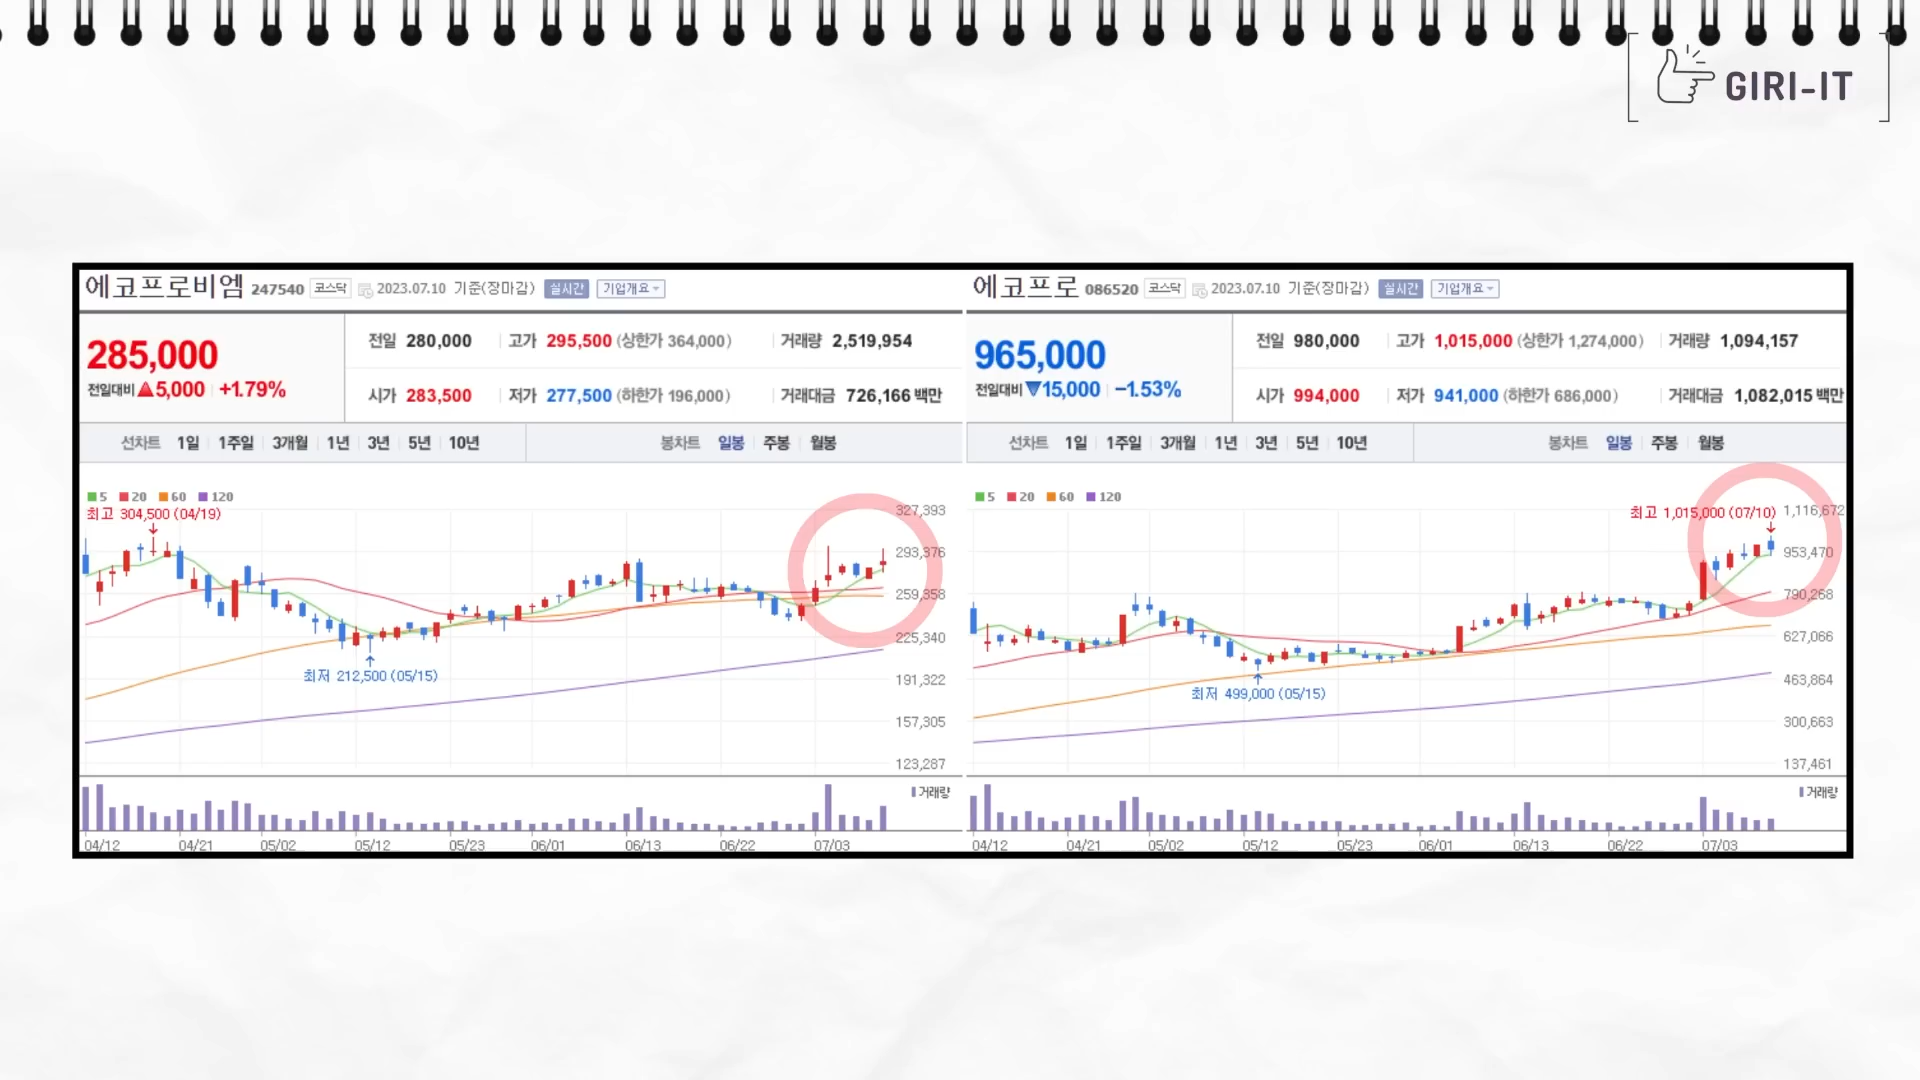 GIRI-IT
에코프로비엠 247540 코스닥 2023.07.10 기준(장마감) 실시간 기업개요
285,000
전일대비 ▲5,000 +1.79%
전일 280,000 고가 295,500 (상한가 364,000) 거래량 2,519,954
시가 283,500 저가 277,500 (하한가 196,000) 거래대금 726,166 백만
선차트 1일 1주일 3개월 1년 3년 5년 10년 봉차트 일봉 주봉 월봉
5 20 60 120
최고 304,500 (04/19)
327,393
293,376
259,358
225,340
최저 212,500 (05/15)
191,322
157,305
123,287
거래량
04/12 04/21 05/02 05/12 05/23 06/01 06/13 06/22 07/03
에코프로 086520 코스닥 2023.07.10 기준(장마감) 실시간 기업개요
965,000
전일대비 ▼15,000 -1.53%
전일 980,000 고가 1,015,000 (상한가 1,274,000) 거래량 1,094,157
시가 994,000 저가 941,000 (하한가 686,000) 거래대금 1,082,015 백만
선차트 1일 1주일 3개월 1년 3년 5년 10년 봉차트 일봉 주봉 월봉
5 20 60 120
최고 1,015,000 (07/10) 1,116,672
953,470
790,268
627,066
463,864
최저 499,000 (05/15)
300,663
137,461
거래량
04/12 04/21 05/02 05/12 05/23 06/01 06/13 06/22 07/03